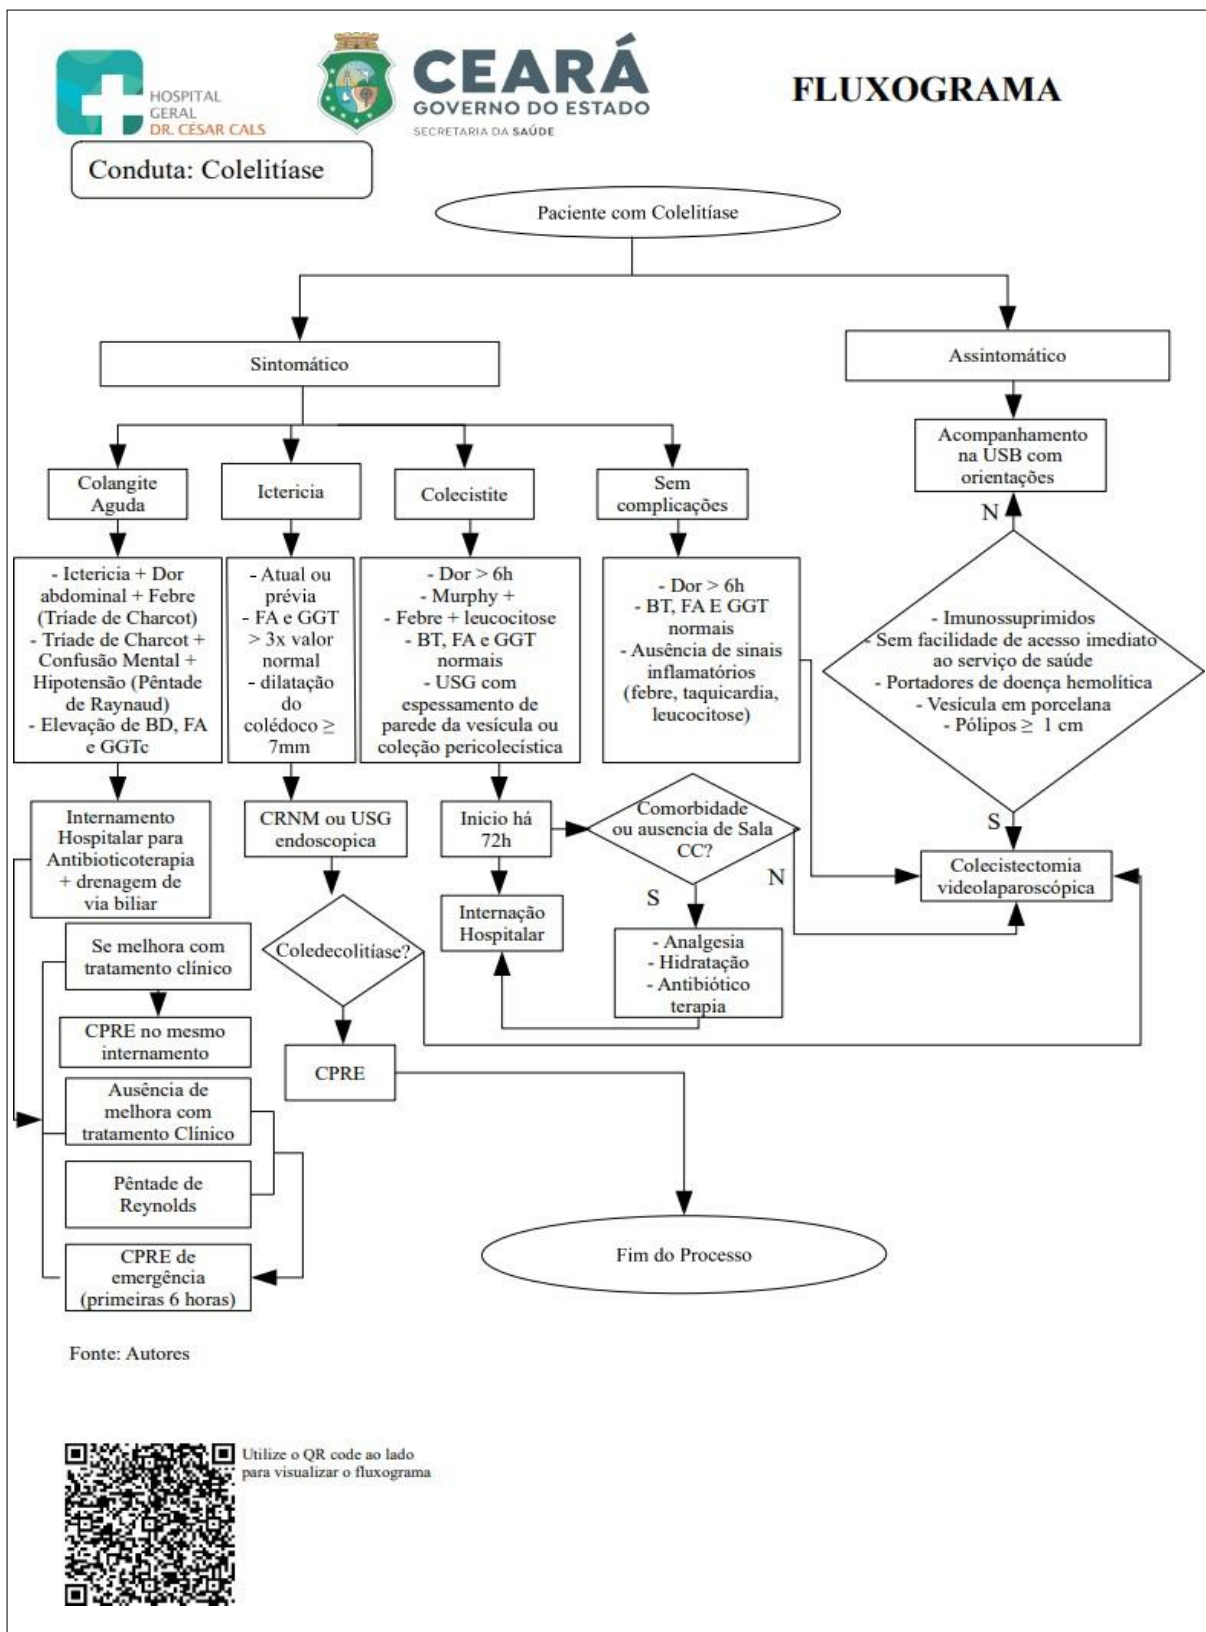 HOSPITAL
GERAL
DR. CÉSAR CALS
CEARÁ
GOVERNO DO ESTADO
SECRETARIA DA SAÚDE
FLUXOGRAMA
Conduta: Colelitíase
Paciente com Colelitíase
Sintomático
Assintomático
Acompanhamento
na USB com
orientações
Colangite
Aguda
Ictericia
Colecistite
Sem
complicações
N
- Ictericia + Dor
abdominal + Febre
(Tríade de Charcot)
- Tríade de Charcot +
Confusão Mental +
Hipotensão (Pêntade
de Raynaud)
- Elevação de BD, FA
e GGTc
- Atual ou
prévia
- FA e GGT
> 3x valor
normal
- dilatação
do
colédoco ≥
7mm
- Dor > 6h
- Murphy +
- Febre + leucocitose
- BT, FA e GGT
normais
- USG com
espessamento de
parede da vesícula ou
coleção pericolecística
- Dor > 6h
- BT, FA E GGT
normais
- Ausência de sinais
inflamatórios
(febre, taquicardia,
leucocitose)
- Imunossuprimidos
- Sem facilidade de acesso imediato
ao serviço de saúde
- Portadores de doença hemolítica
- Vesícula em porcelana
- Pólipos ≥ 1 cm
S
Internamento
Hospitalar para
Antibioticoterapia
+ drenagem de
via biliar
CRNM ou USG
endoscopica
Inicio há
72h
Comorbidade
ou ausencia de Sala
CC?
N
S
Colecistectomia
videolaparoscópica
Internação
Hospitalar
- Analgesia
- Hidratação
- Antibiótico
terapia
Coledecolitíase?
CPRE
Se melhora com
tratamento clínico
CPRE no mesmo
internamento
Ausência de
melhora com
tratamento Clínico
Pêntade de
Reynolds
CPRE de
emergência
(primeiras 6 horas)
Fim do Processo
Fonte: Autores
Utilize o QR code ao lado
para visualizar o fluxograma